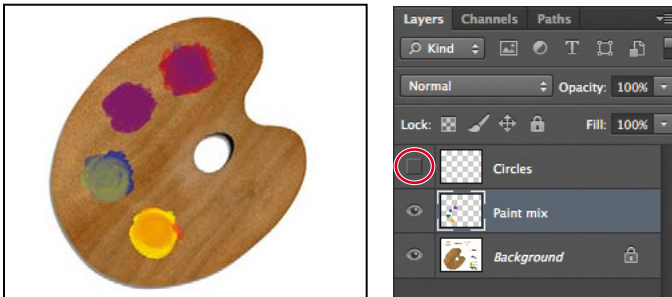 Layers Channels Paths
Kind T
Normal Opacity: 100%
Lock: Fill: 100%
Circles
Paint mix
Background